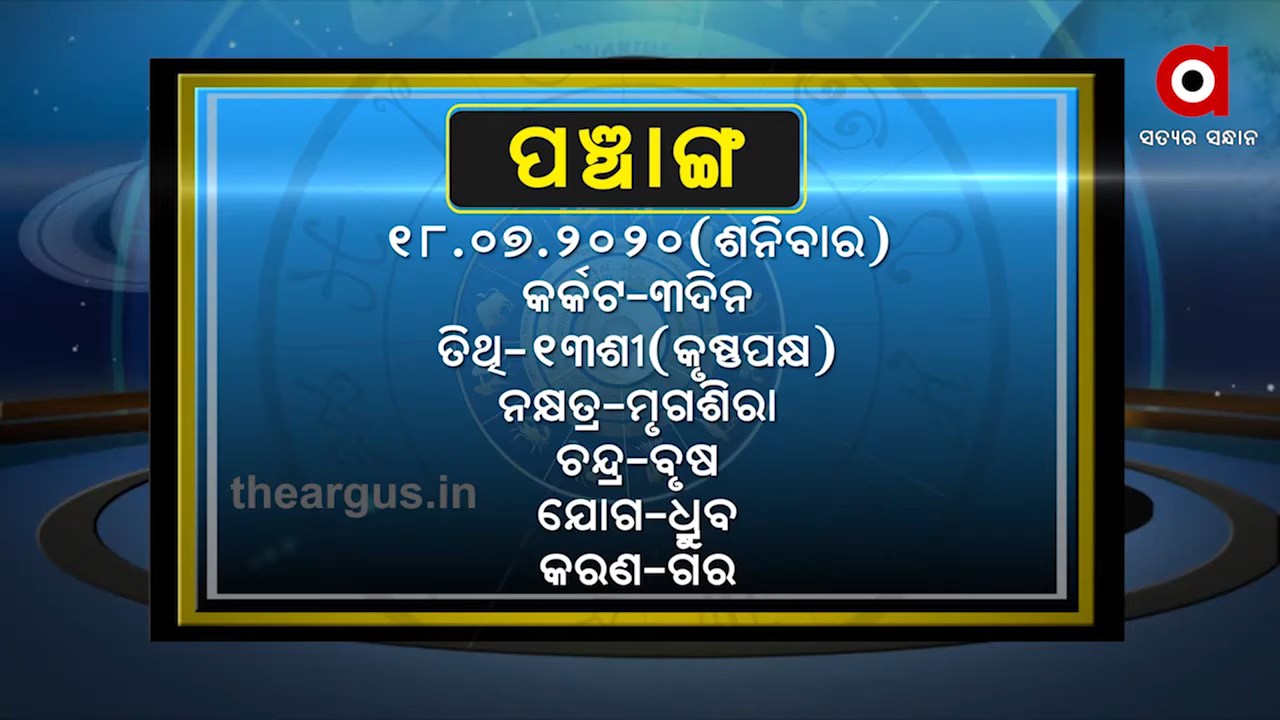 ପଞ୍ଚାଙ୍ଗ
ସତ୍ୟର ସନ୍ଧାନ
୧୮.୦୭.୨୦୨୦(ଶନିବାର)
କର୍କଟ-୩ଦିନ
ତିଥି-୧୩ଶୀ(କୃଷ୍ଣପକ୍ଷ)
ନକ୍ଷତ୍ର-ମୃଗଶିରା
ଚନ୍ଦ୍ର-ବୃଷ
theargus.in
ଯୋଗ-ଧ୍ରୁବ
କରଣ-ଗର